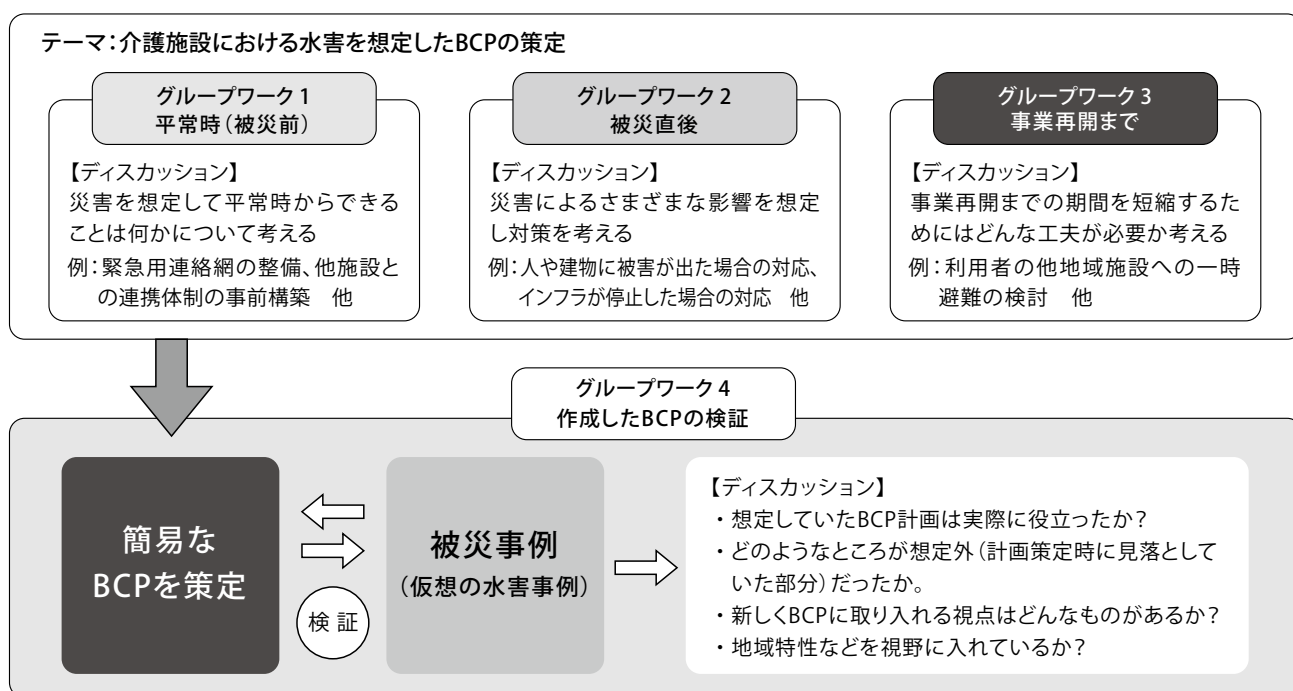 テーマ：介護施設における水害を想定したBCPの策定
グループワーク 1
平常時（被災前）
【ディスカッション】
災害を想定して平常時からできる
ことは何かについて考える
例：緊急用連絡網の整備、他施設と
の連携体制の事前構築　他
グループワーク 2
被災直後
【ディスカッション】
災害によるさまざまな影響を想定
し対策を考える
例：人や建物に被害が出た場合の対応、
インフラが停止した場合の対応　他
グループワーク 3
事業再開まで
【ディスカッション】
事業再開までの期間を短縮するた
めにはどんな工夫が必要か考える
例：利用者の他地域施設への一時
避難の検討　他
グループワーク 4
作成したBCPの検証
簡易な
BCPを策定
検 証
被災事例
（仮想の水害事例）
【ディスカッション】
・想定していたBCP計画は実際に役立ったか？
・どのようなところが想定外（計画策定時に見落として
いた部分）だったか。
・新しくBCPに取り入れる視点はどんなものがあるか？
・地域特性などを視野に入れているか？